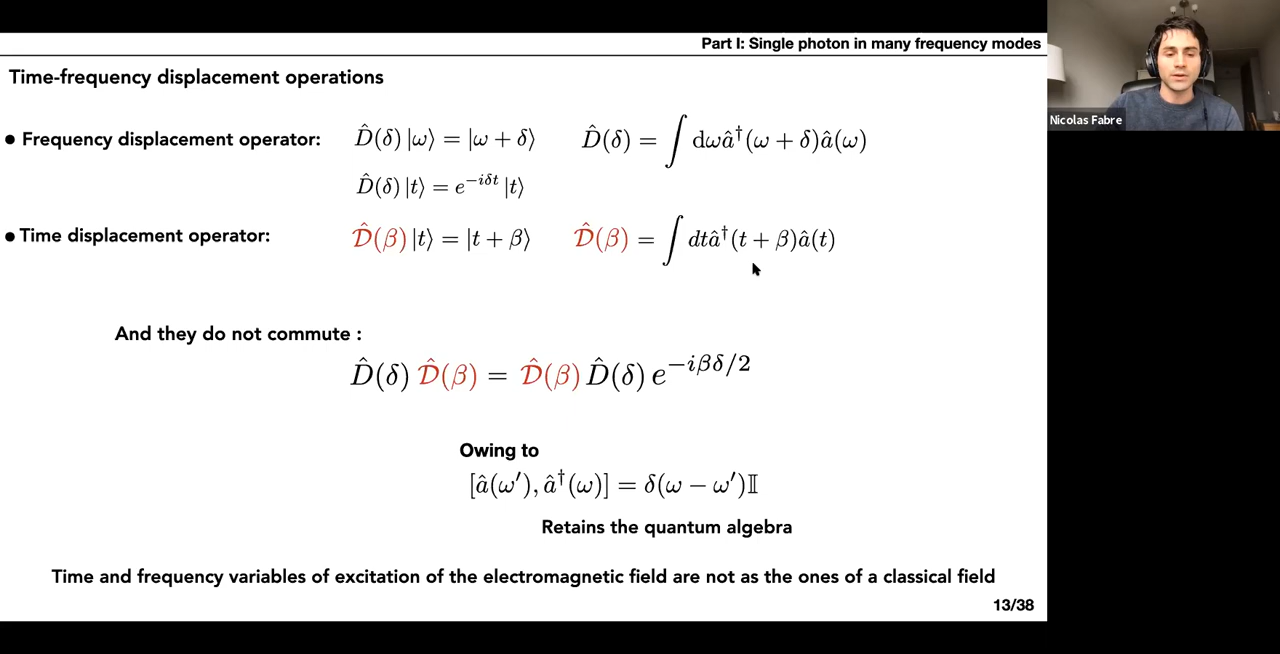 Part I: Single photon in many frequency modes
Time-frequency displacement operations
• Frequency displacement operator: D̂(δ)|ω⟩ = |ω + δ⟩ D̂(δ) = ∫ dωâ†(ω + δ)â(ω)
D̂(δ)|t⟩ = e^{−iδt}|t⟩
• Time displacement operator: 𝒟̂(β)|t⟩ = |t + β⟩ 𝒟̂(β) = ∫ dtâ†(t + β)â(t)
And they do not commute :
D̂(δ) 𝒟̂(β) = 𝒟̂(β) D̂(δ) e^{−iβδ/2}
Owing to
[â(ω′), â†(ω)] = δ(ω − ω′)𝕀
Retains the quantum algebra
Time and frequency variables of excitation of the electromagnetic field are not as the ones of a classical field
13/38
Nicolas Fabre